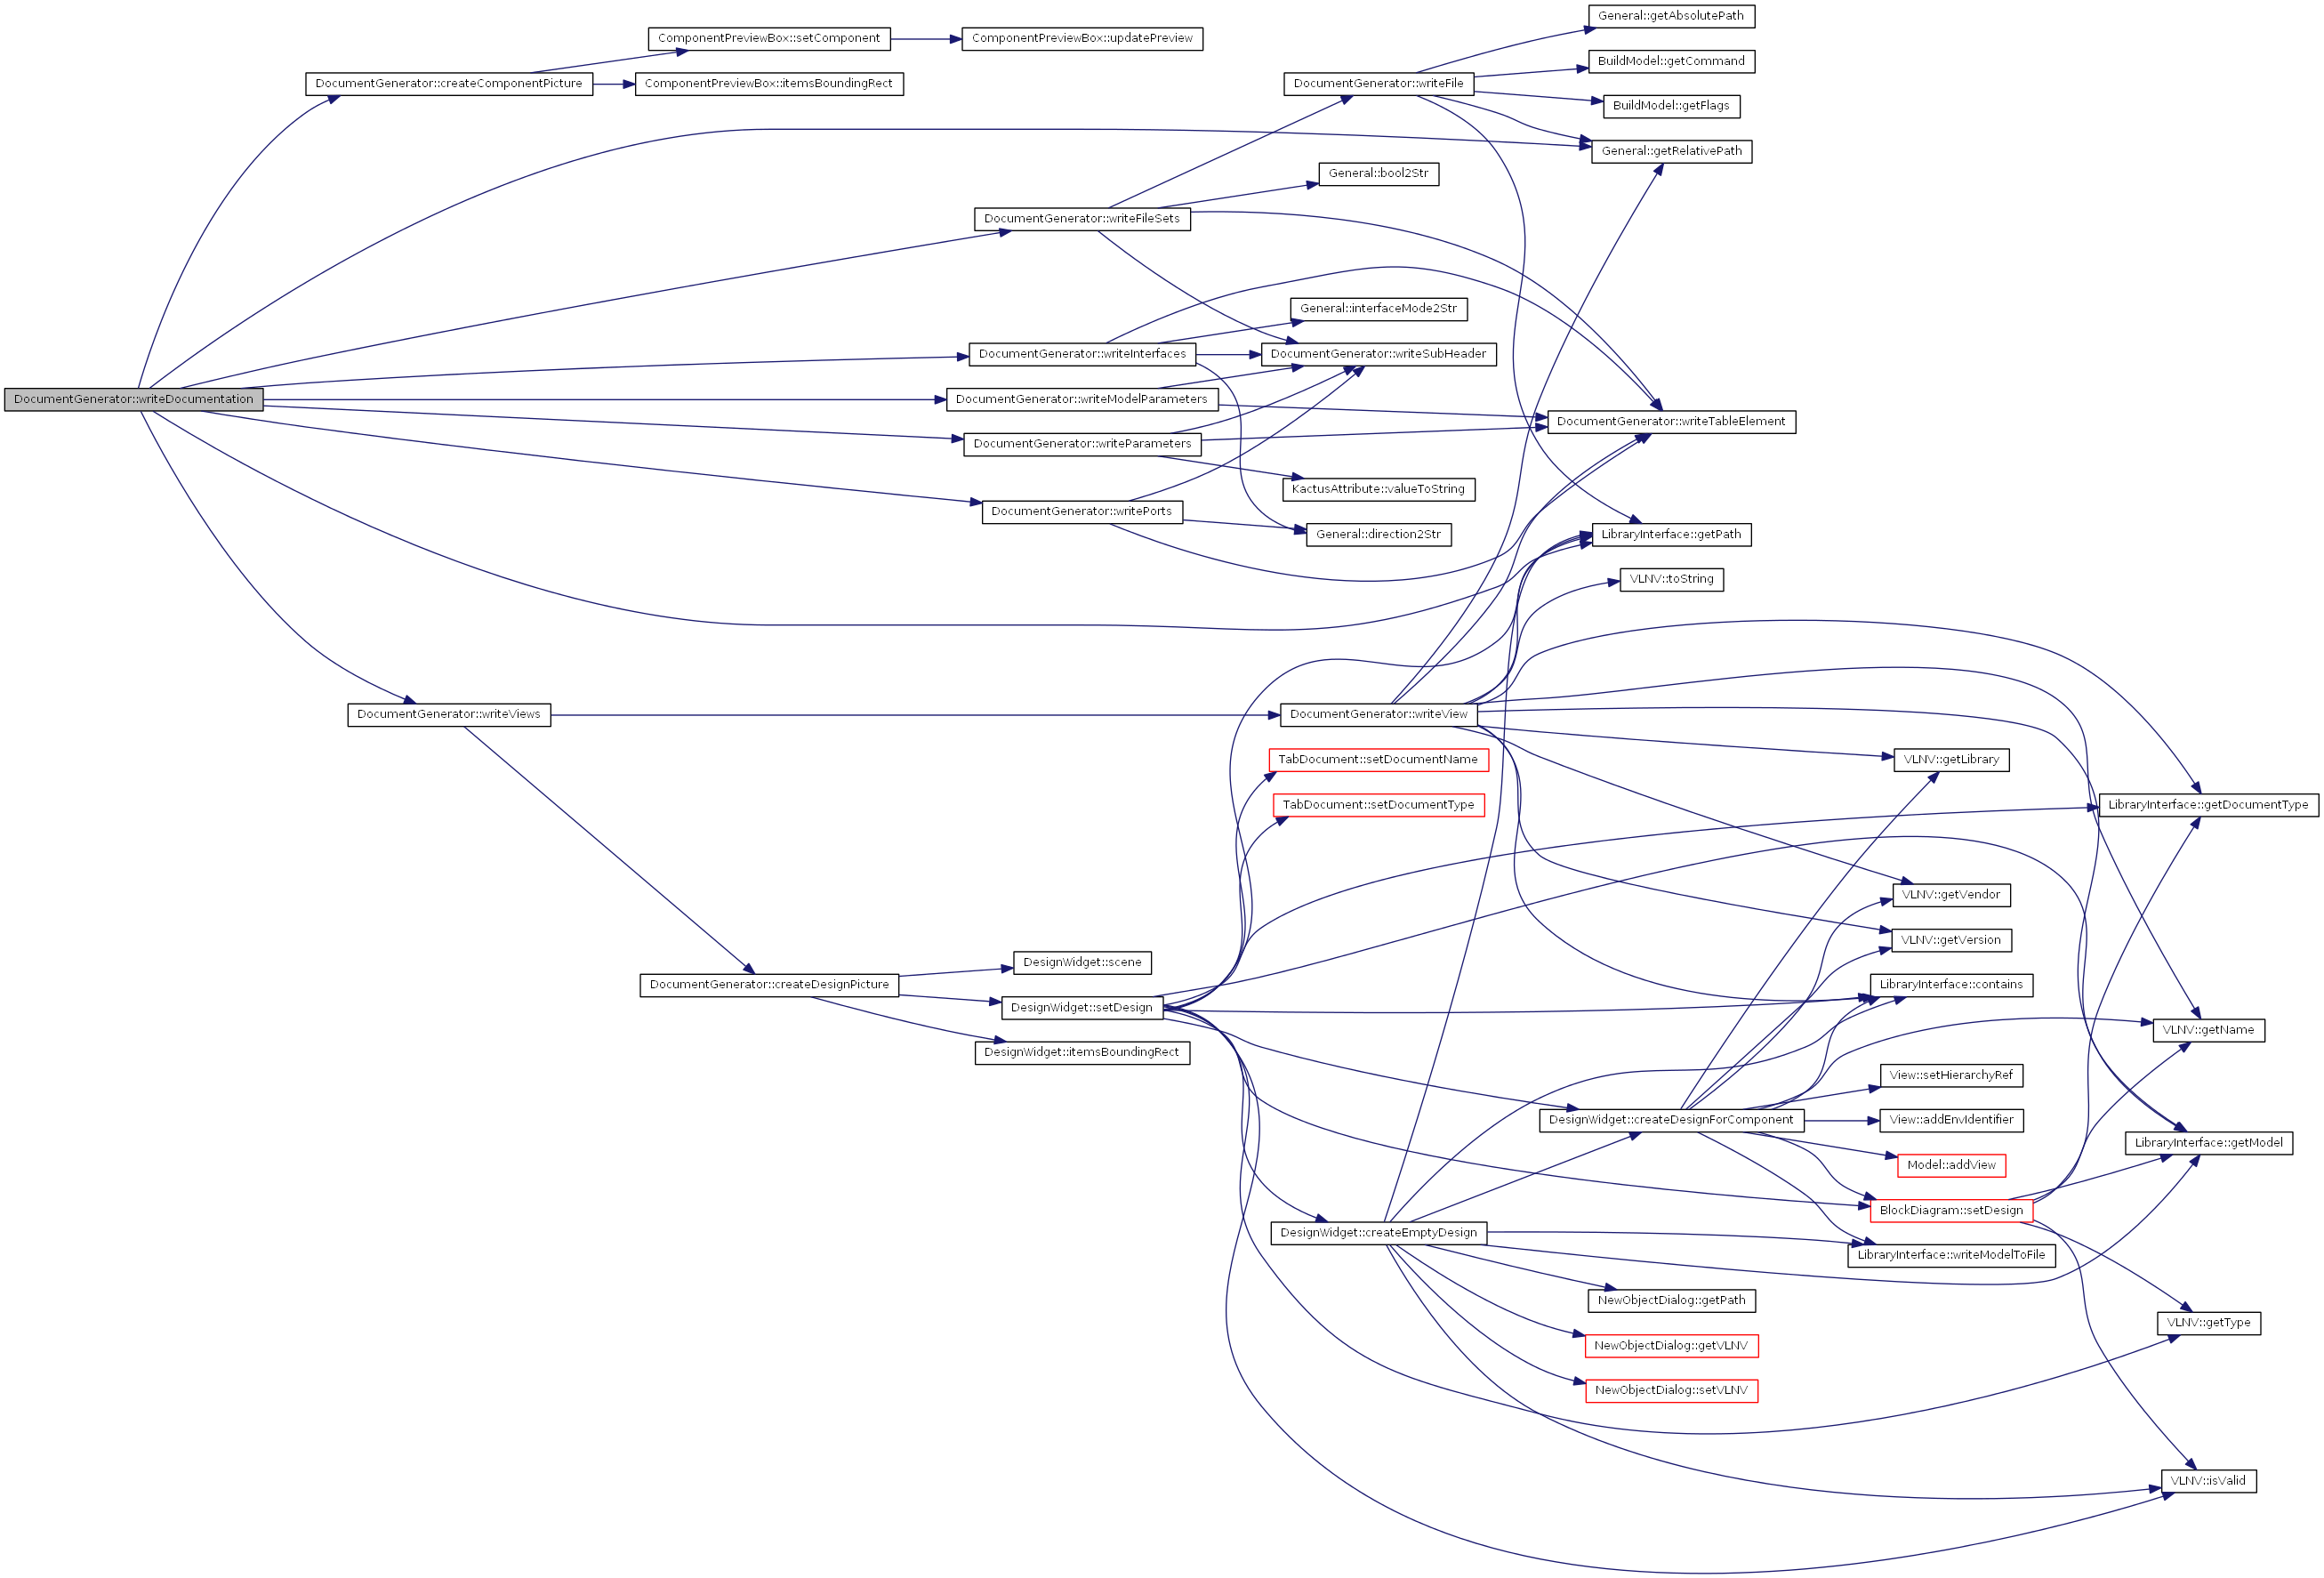 General::getAbsolutePath
ComponentPreviewBox::setComponent
ComponentPreviewBox::updatePreview
BuildModel::getCommand
DocumentGenerator::createComponentPicture
ComponentPreviewBox::itemsBoundingRect
DocumentGenerator::writeFile
BuildModel::getFlags
General::getRelativePath
General::bool2Str
DocumentGenerator::writeFileSets
General::interfaceMode2Str
DocumentGenerator::writeInterfaces
DocumentGenerator::writeSubHeader
DocumentGenerator::writeDocumentation
DocumentGenerator::writeModelParameters
DocumentGenerator::writeTableElement
DocumentGenerator::writeParameters
KactusAttribute::valueToString
DocumentGenerator::writePorts
General::direction2Str
LibraryInterface::getPath
VLNV::toString
DocumentGenerator::writeViews
DocumentGenerator::writeView
TabDocument::setDocumentName
VLNV::getLibrary
TabDocument::setDocumentType
LibraryInterface::getDocumentType
VLNV::getVendor
VLNV::getVersion
DesignWidget::scene
DocumentGenerator::createDesignPicture
LibraryInterface::contains
DesignWidget::setDesign
VLNV::getName
DesignWidget::itemsBoundingRect
View::setHierarchyRef
DesignWidget::createDesignForComponent
View::addEnvIdentifier
LibraryInterface::getModel
Model::addView
BlockDiagram::setDesign
DesignWidget::createEmptyDesign
LibraryInterface::writeModelToFile
NewObjectDialog::getPath
VLNV::getType
NewObjectDialog::getVLNV
NewObjectDialog::setVLNV
VLNV::isValid